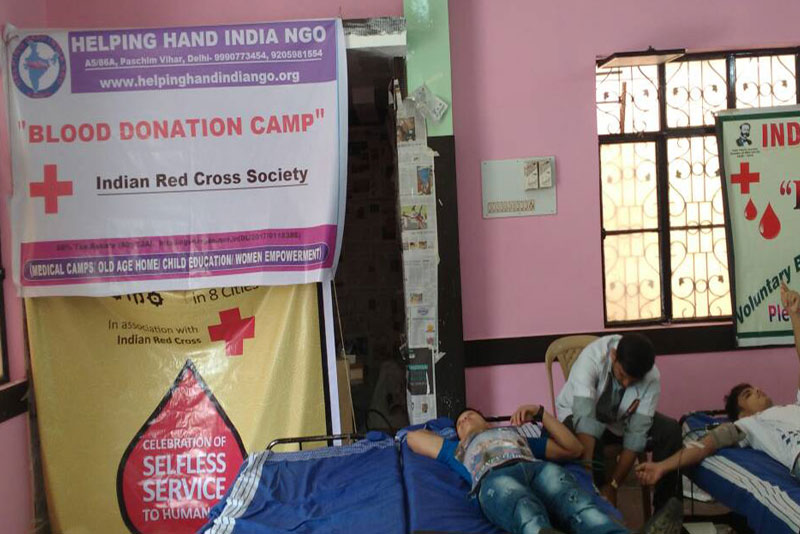 HELPING HAND INDIA NGO
A5/86A, Paschim Vihar, Delhi- 9990773454, 9205981554
www.helpinghandindiango.org
"BLOOD DONATION CAMP"
Indian Red Cross Society
(MEDICAL CAMPS/ OLD AGE HOME/ CHILD EDUCATION/ WOMEN EMPOWERMENT)
in 8 Cities
In association with
Indian Red Cross
CELEBRATION OF
SELFLESS
SERVICE
TO HUMAN
IND
Voluntary
Ple